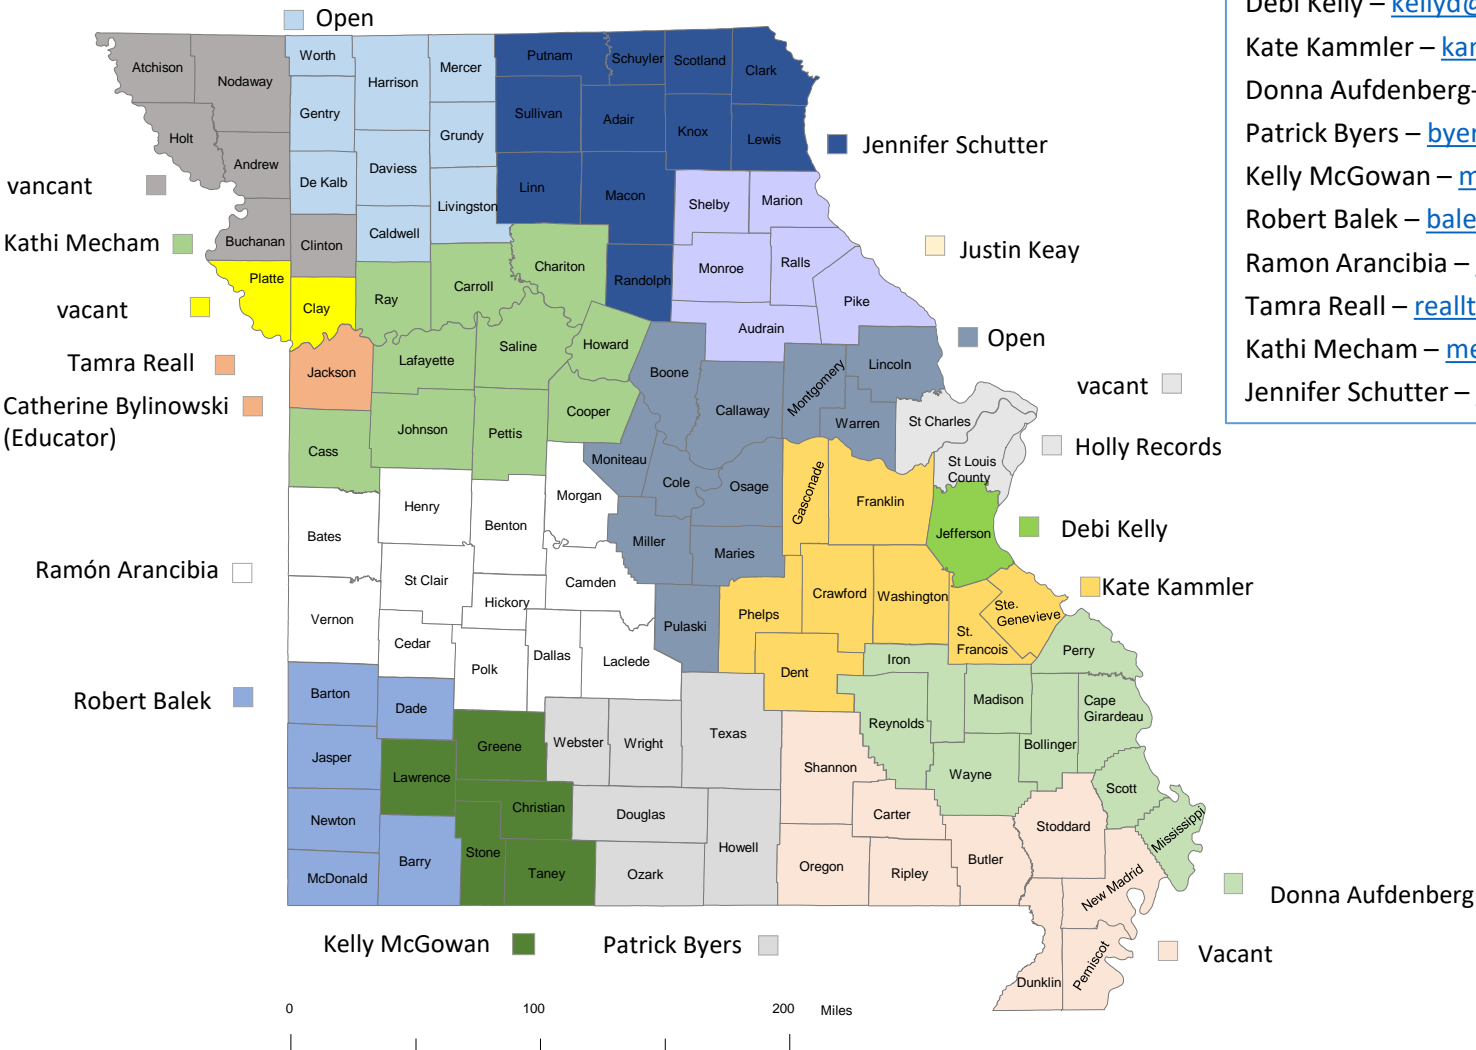 Open
Debi Kelly – kellyd@
Kate Kammler – kar
Donna Aufdenberg-
Patrick Byers – byer
Kelly McGowan – m
Robert Balek – bale
Ramon Arancibia –
Tamra Reall – reallt
Kathi Mecham – me
Jennifer Schutter –
Atchison
Nodaway
Worth
Harrison
Mercer
Putnam
Schuyler
Scotland
Clark
Holt
Andrew
Gentry
Grundy
Sullivan
Adair
Knox
Lewis
Jennifer Schutter
De Kalb
Daviess
Livingston
Linn
Macon
Shelby
Marion
vancant
Buchanan
Clinton
Caldwell
Kathi Mecham
Justin Keay
Platte
Clay
Ray
Carroll
Chariton
Randolph
Monroe
Ralls
Pike
Audrain
vacant
Open
Tamra Reall
Jackson
Lafayette
Saline
Howard
Boone
Callaway
Montgomery
Lincoln
Warren
vacant
Catherine Bylinowski
(Educator)
Cass
Johnson
Pettis
Cooper
Moniteau
Cole
Osage
Gasconade
Franklin
St Charles
St Louis
County
Holly Records
Jefferson
Debi Kelly
Bates
Henry
Benton
Morgan
Miller
Maries
Ramón Arancibia
St Clair
Hickory
Camden
Pulaski
Phelps
Crawford
Washington
St.
Francois
Ste.
Genevieve
Kate Kammler
Vernon
Cedar
Polk
Dallas
Laclede
Dent
Iron
Perry
Robert Balek
Barton
Dade
Greene
Webster
Wright
Texas
Reynolds
Madison
Bollinger
Cape
Girardeau
Jasper
Lawrence
Christian
Douglas
Shannon
Carter
Wayne
Scott
Mississippi
Newton
Barry
Stone
Taney
Ozark
Howell
Oregon
Ripley
Butler
Stoddard
New Madrid
McDonald
Donna Aufdenberg
Kelly McGowan
Patrick Byers
Dunklin
Pemiscot
Vacant
0
100
200
Miles